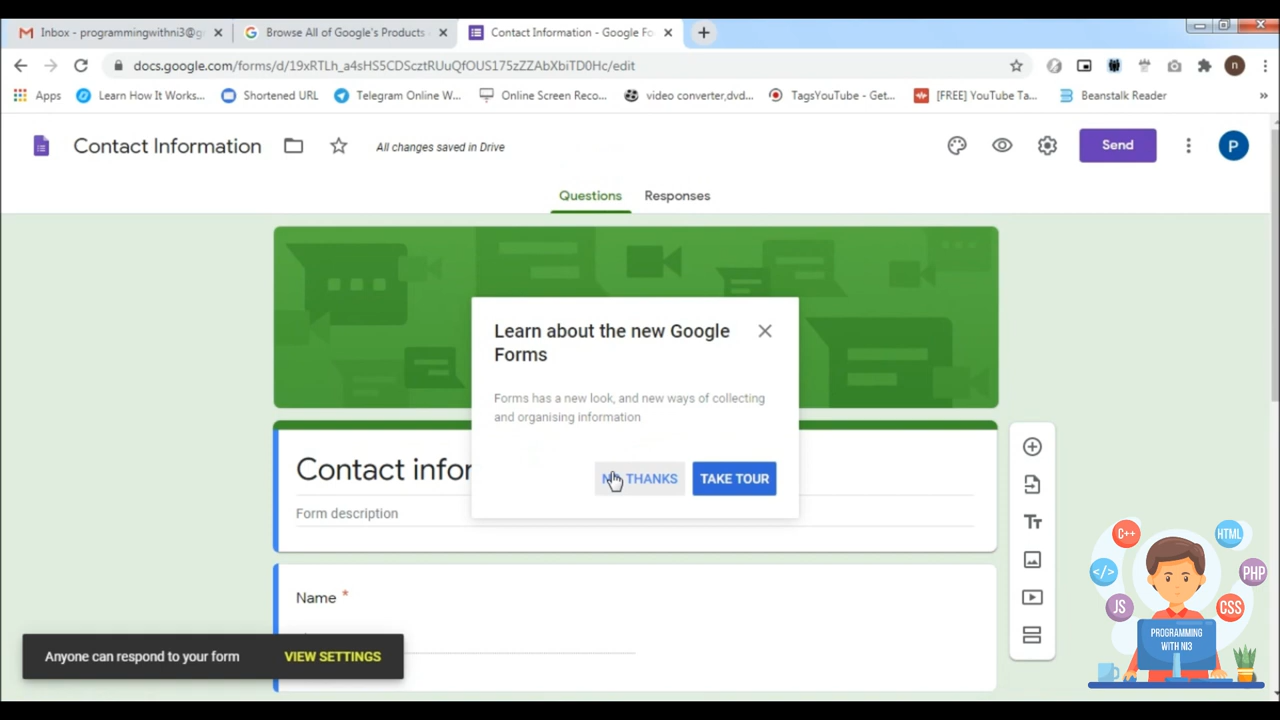 Inbox - programmingwithni3@g
Browse All of Google's Products
Contact Information - Google Fo
docs.google.com/forms/d/19xRTLh_a4sHS5CDScztRUuQfOUS175zZZAbXbiTD0Hc/edit
n
Apps
Learn How It Works...
Shortened URL
Telegram Online W...
Online Screen Reco...
video converter,dvd...
TagsYouTube - Get...
[FREE] YouTube Ta...
Beanstalk Reader
»
Contact Information
All changes saved in Drive
Send
P
Questions
Responses
Learn about the new Google
Forms
Forms has a new look, and new ways of collecting
and organising information
THANKS
TAKE TOUR
Contact infor
Form description
Name *
Anyone can respond to your form
VIEW SETTINGS
Tт
C++
HTML
</>
PHP
JS
CSS
PROGRAMMING
WITH NI3